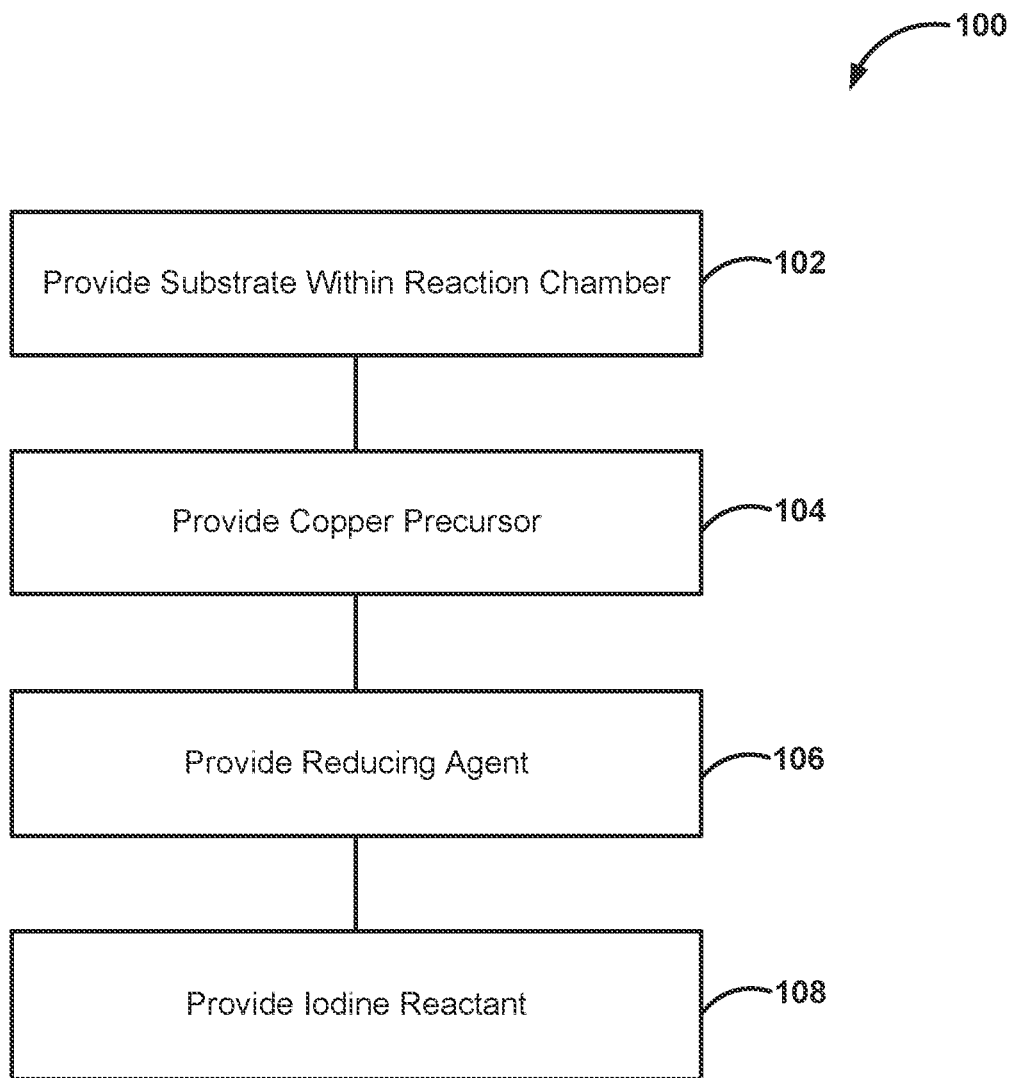 100
Provide Substrate Within Reaction Chamber
102
Provide Copper Precursor
104
Provide Reducing Agent
106
Provide Iodine Reactant
108